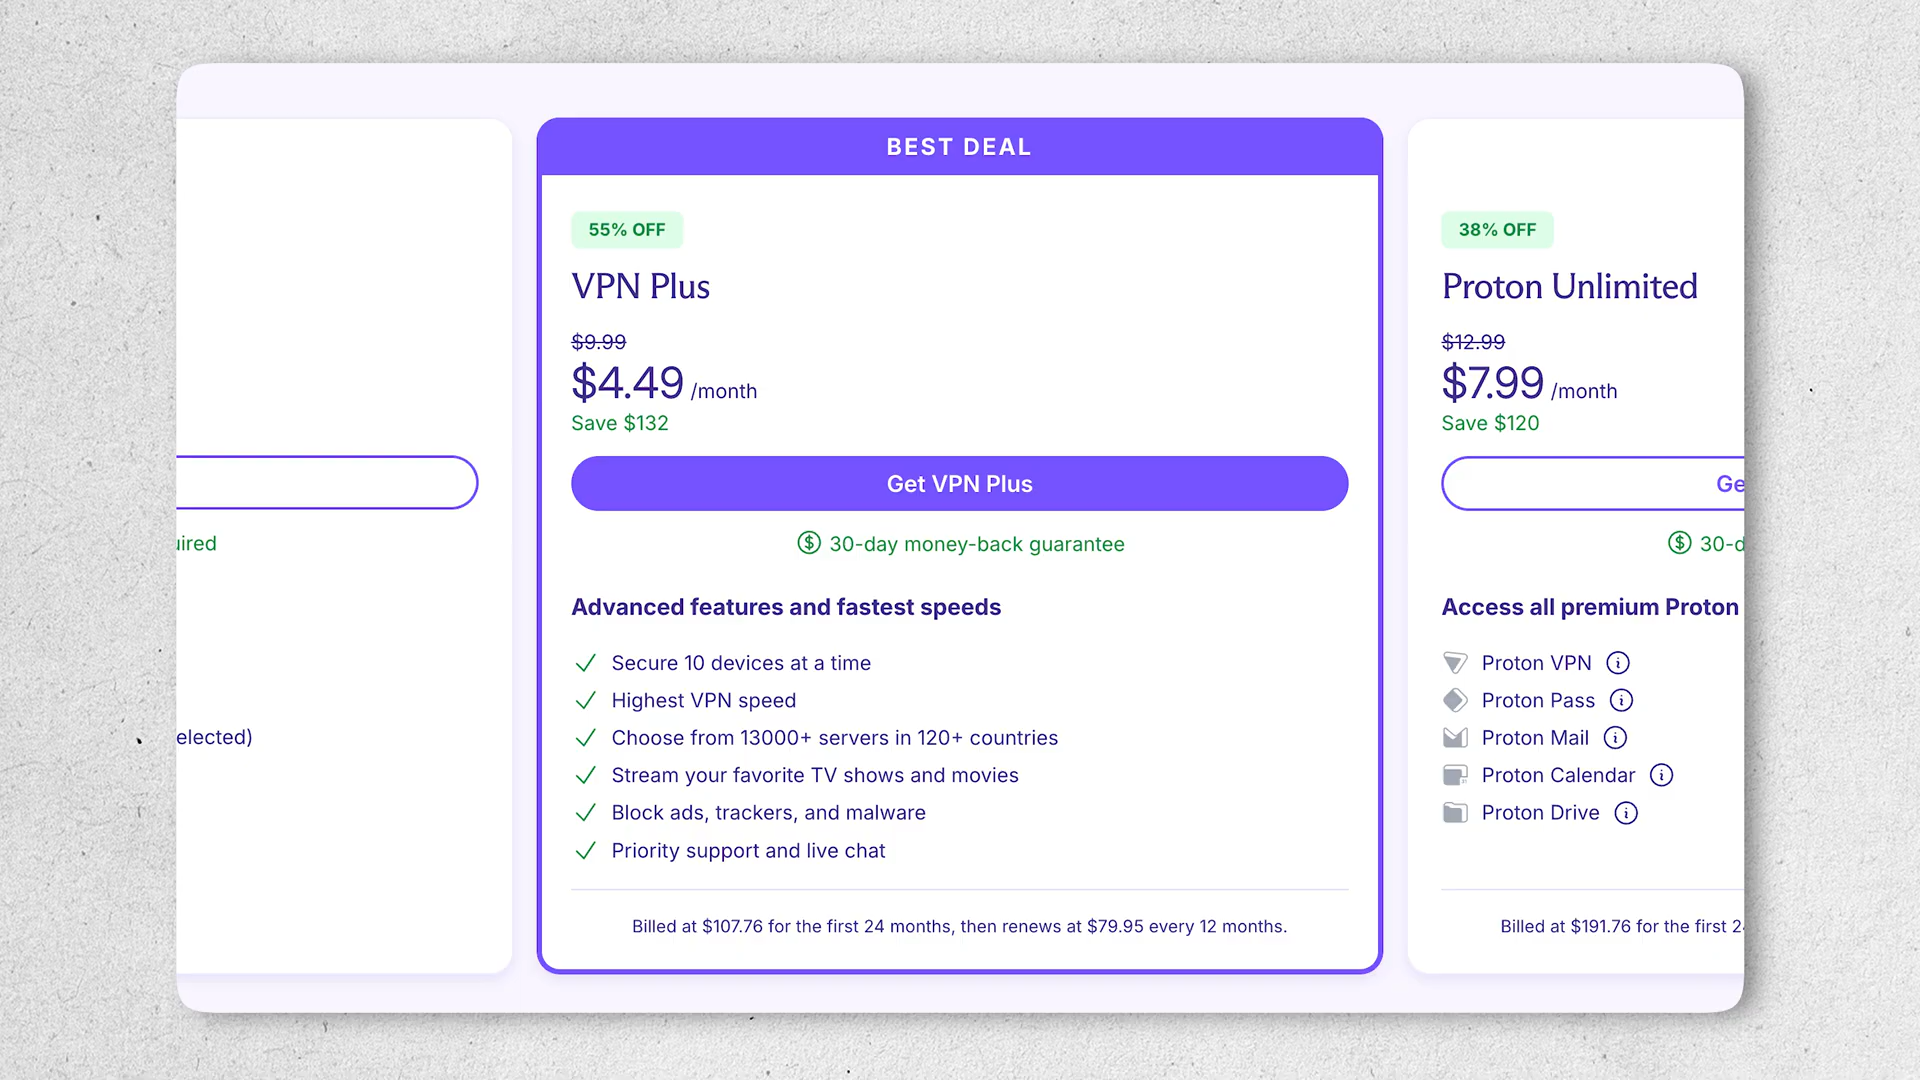 elected)
BEST DEAL
55% OFF
VPN Plus
$9.99
$4.49 /month
Save $132
Get VPN Plus
30-day money-back guarantee
Advanced features and fastest speeds
Secure 10 devices at a time
Highest VPN speed
Choose from 13000+ servers in 120+ countries
Stream your favorite TV shows and movies
Block ads, trackers, and malware
Priority support and live chat
Billed at $107.76 for the first 24 months, then renews at $79.95 every 12 months.
38% OFF
Proton Unlimited
$12.99
$7.99 /month
Save $120
Ge
30-d
Access all premium Proton
Proton VPN
Proton Pass
Proton Mail
Proton Calendar
Proton Drive
Billed at $191.76 for the first 2